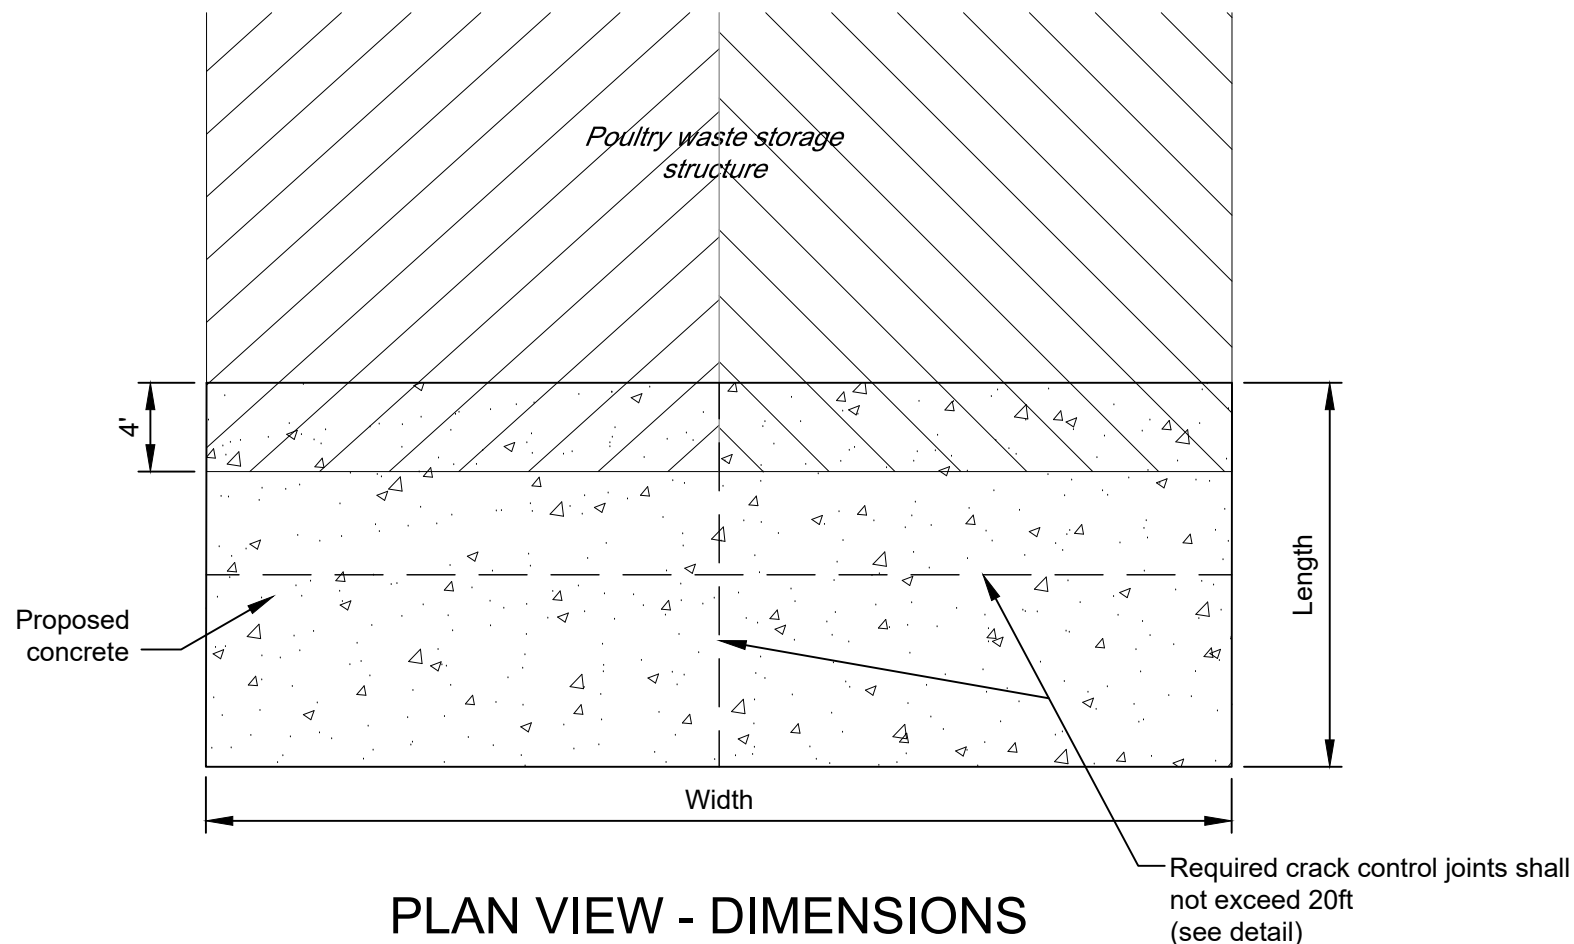 Poultry waste storage
structure
4'
Length
Proposed
concrete
Width
Required crack control joints shall
not exceed 20ft
(see detail)
PLAN VIEW - DIMENSIONS